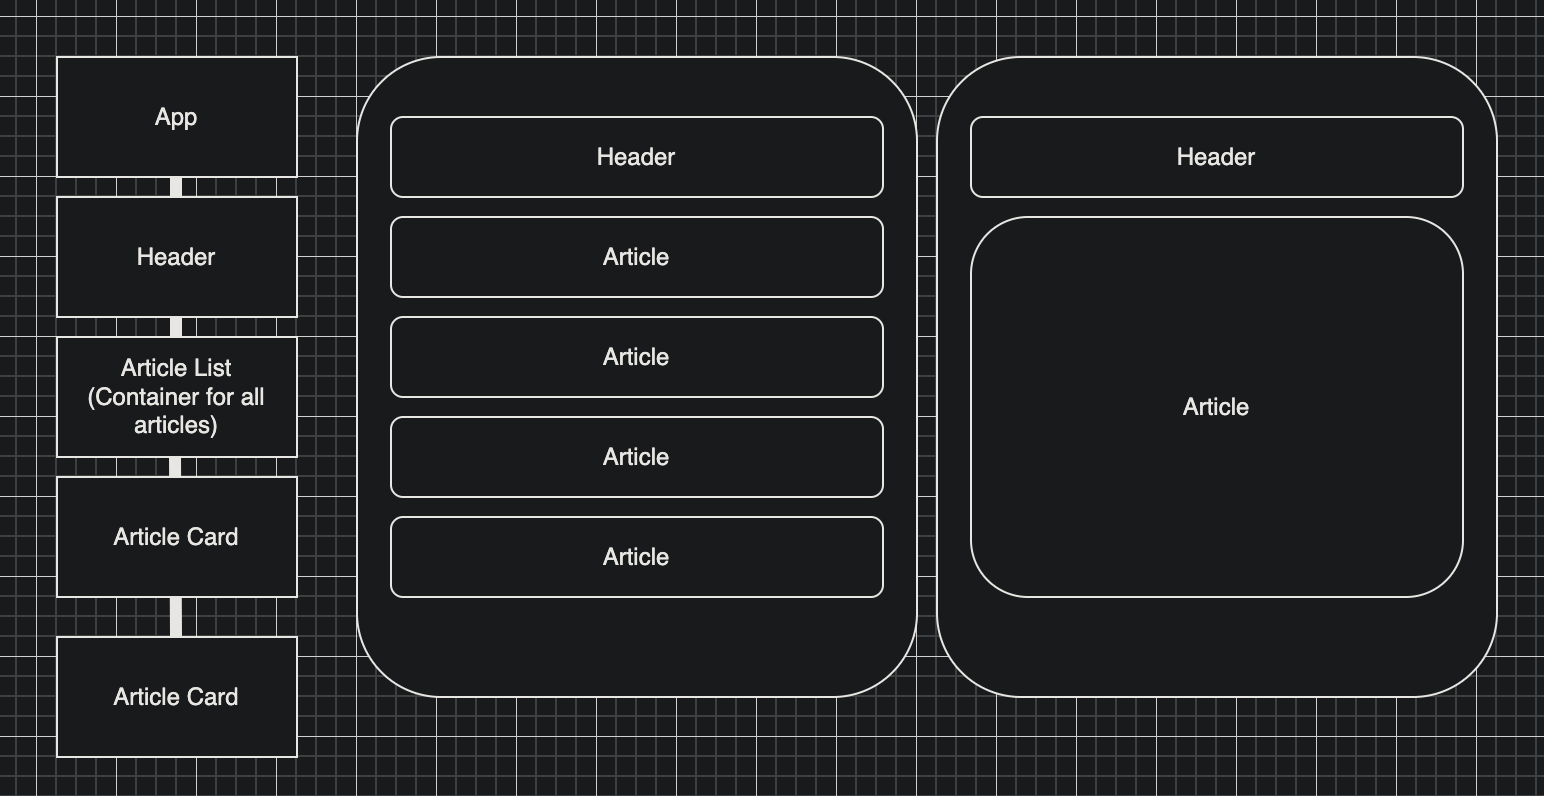 App
Header
Article List
(Container for all
articles)
Article Card
Article Card
Header
Article
Article
Article
Article
Header
Article